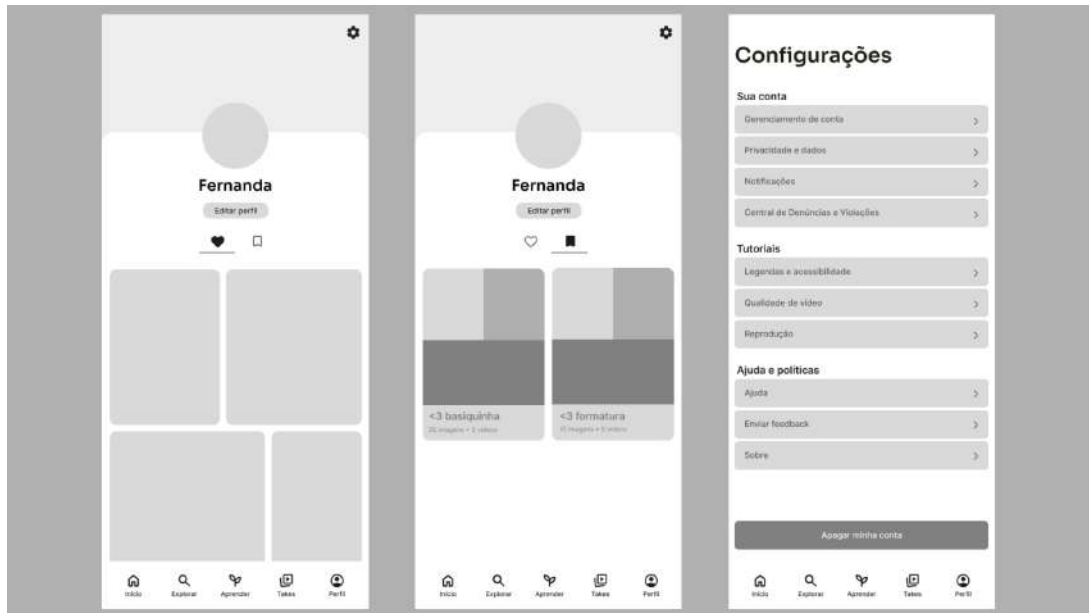 Fernanda
Editar perfil
Início
Explorar
Aprender
Takes
Perfil
Fernanda
Editar perfil
<3 basiquinha
<3 formatura
Início
Explorar
Aprender
Takes
Perfil
Configurações
Sua conta
Gerenciamento de conta
Privacidade e dados
Notificações
Central de Denúncias e Violações
Tutoriais
Legendas e acessibilidade
Qualidade de vídeo
Reprodução
Ajuda e políticas
Ajuda
Enviar feedback
Sobre
Apagar minha conta
Início
Explorar
Aprender
Takes
Perfil